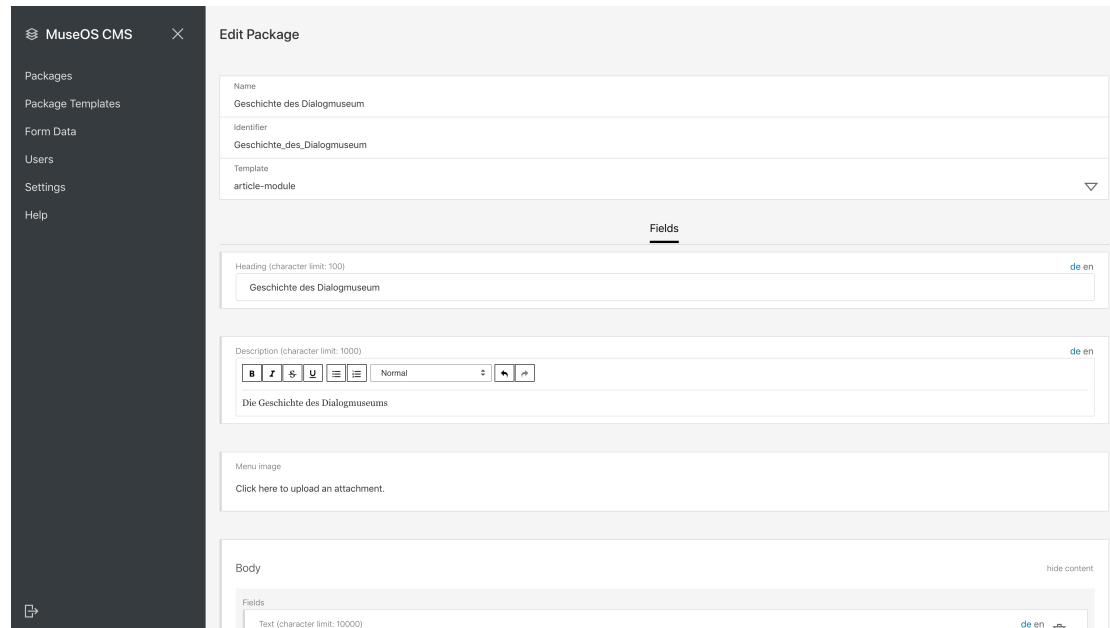 MuseOS CMS
Packages
Package Templates
Form Data
Users
Settings
Help
Edit Package
Name
Geschichte des Dialogmuseum
Identifier
Geschichte_des_Dialogmuseum
Template
article-module
Fields
Heading (character limit: 100) de en
Geschichte des Dialogmuseum
Description (character limit: 1000) de en
B I S U Normal
Die Geschichte des Dialogmuseums
Menu image
Click here to upload an attachment.
Body hide content
Fields
Text (character limit: 10000) de en